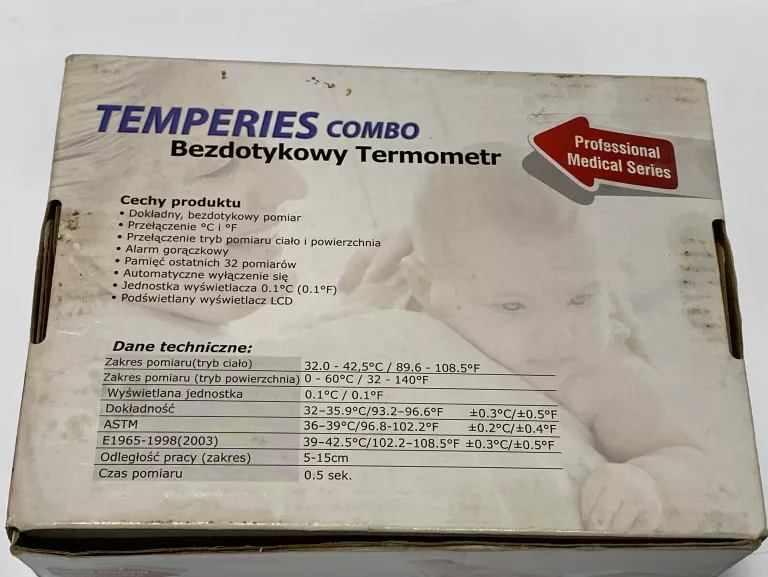 TEMPERIES COMBO
Bezdotykowy Termometr
Professional
Medical Series
Cechy produktu
• Dokładny, bezdotykowy pomiar
• Przełączenie °C i °F
• Przełączenie tryb pomiaru ciało i powierzchnia
• Alarm gorączkowy
• Pamięć ostatnich 32 pomiarów
• Automatyczne wyłączenie się
• Jednostka wyświetlacza 0.1°C (0.1°F)
• Podświetlany wyświetlacz LCD
Dane techniczne:
Zakres pomiaru(tryb ciało) 32.0 - 42,5°C / 89.6 - 108.5°F
Zakres pomiaru (tryb powierzchnia) 0 - 60°C / 32 - 140°F
Wyświetlana jednostka 0.1°C / 0.1°F
Dokładność 32–35.9°C/93.2–96.6°F ±0.3°C/±0.5°F
ASTM 36–39°C/96.8-102.2°F ±0.2°C/±0.4°F
E1965-1998(2003) 39–42.5°C/102.2–108.5°F ±0.3°C/±0.5°F
Odległość pracy (zakres) 5-15cm
Czas pomiaru 0.5 sek.